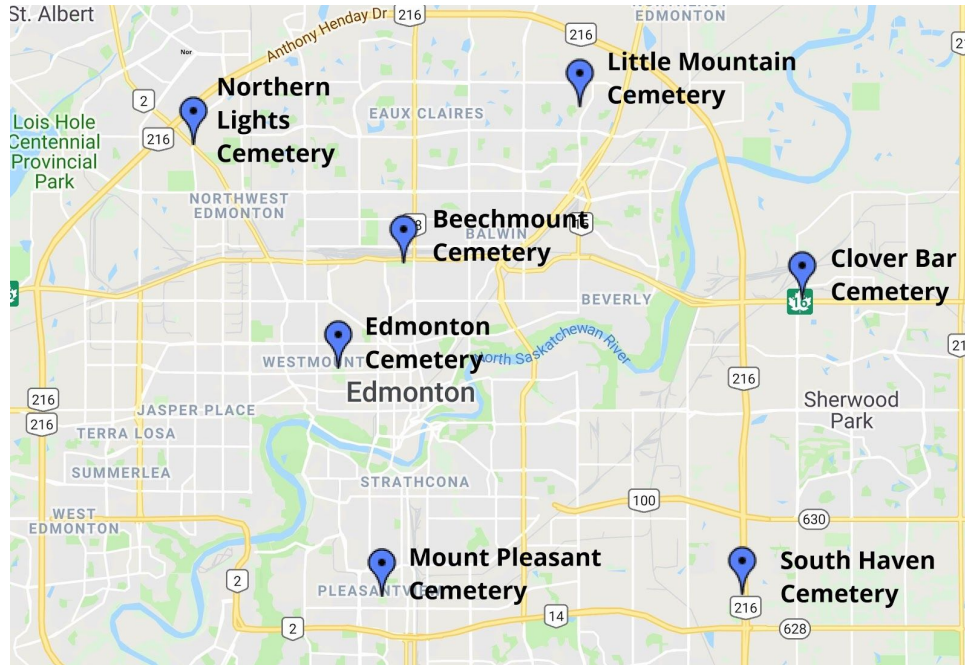 St. Albert
216
Anthony Henday Dr
EDMONTON
216
Little Mountain
Cemetery
Nor
Northern
Lights
Cemetery
2
216
EAUX CLAIRES
Lois Hole
Centennial
Provincial
Park
NORTHWEST
EDMONTON
Beechmount
Cemetery
BALWIN
Clover Bar
Cemetery
16
BEVERLY
Edmonton
Cemetery
WESTMOUNT
North Saskatchewan River
Edmonton
216
216
216
JASPER PLACE
TERRA LOSA
Sherwood
Park
SUMMERLEA
STRATHCONA
WEST
EDMONTON
100
630
Mount Pleasant
Cemetery
PLEASANTVIEW
South Haven
Cemetery
2
216
14
2
628